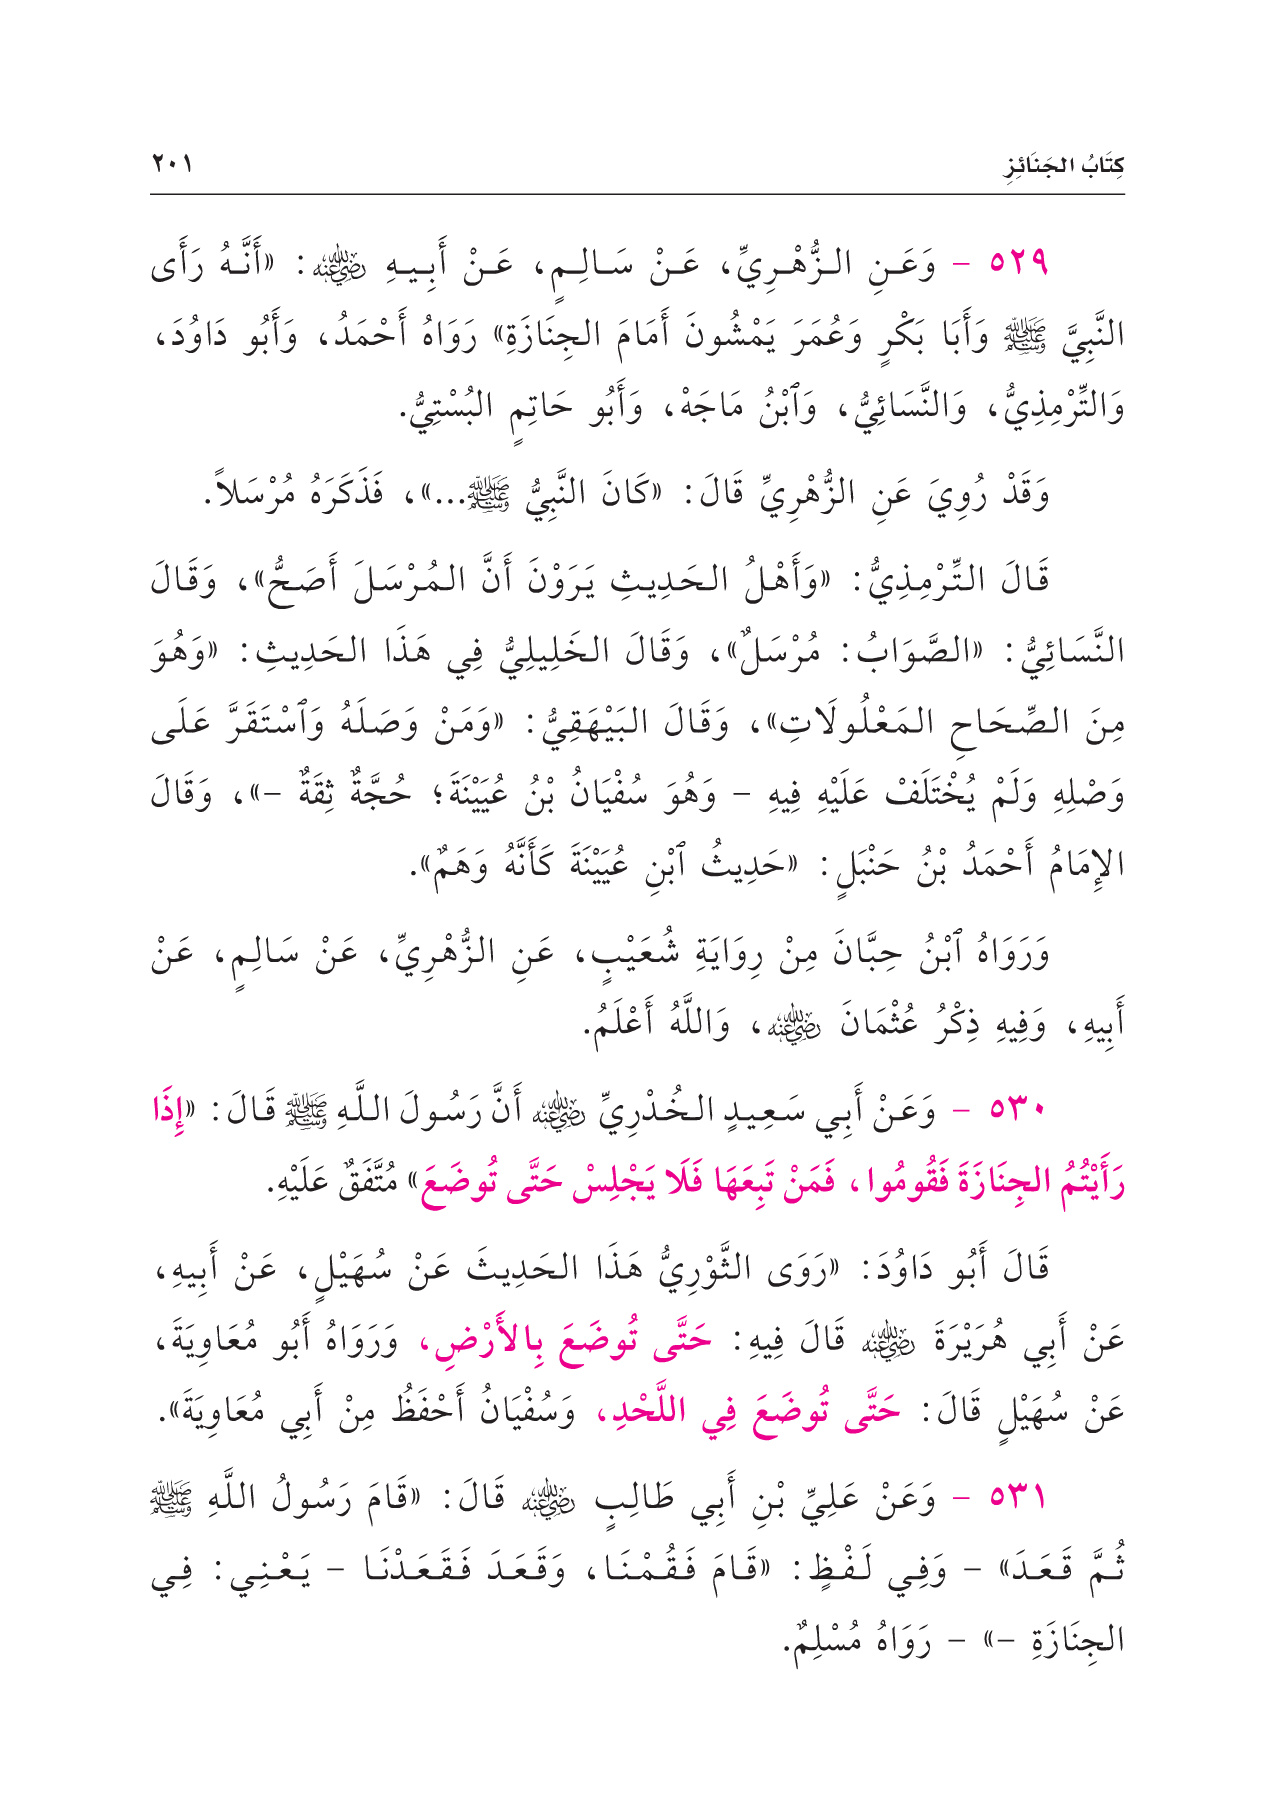 كِتَابُ الجَنَائِزِ ٢٠١
٥٢٩ - وَعَنِ الزُّهْرِيِّ، عَنْ سَالِمٍ، عَنْ أَبِيهِ رضي الله عنه: «أَنَّهُ رَأَى
النَّبِيَّ ﷺ وَأَبَا بَكْرٍ وَعُمَرَ يَمْشُونَ أَمَامَ الجِنَازَةِ» رَوَاهُ أَحْمَدُ، وَأَبُو دَاوُدَ،
وَالتِّرْمِذِيُّ، وَالنَّسَائِيُّ، وَٱبْنُ مَاجَهْ، وَأَبُو حَاتِمٍ البُسْتِيُّ.
وَقَدْ رُوِيَ عَنِ الزُّهْرِيِّ قَالَ: «كَانَ النَّبِيُّ ﷺ...»، فَذَكَرَهُ مُرْسَلاً.
قَالَ التِّرْمِذِيُّ: «وَأَهْلُ الحَدِيثِ يَرَوْنَ أَنَّ المُرْسَلَ أَصَحُّ»، وَقَالَ
النَّسَائِيُّ: «الصَّوَابُ: مُرْسَلٌ»، وَقَالَ الخَلِيلِيُّ فِي هَذَا الحَدِيثِ: «وَهُوَ
مِنَ الصِّحَاحِ المَعْلُولَاتِ»، وَقَالَ البَيْهَقِيُّ: «وَمَنْ وَصَلَهُ وَٱسْتَقَرَّ عَلَى
وَصْلِهِ وَلَمْ يُخْتَلَفْ عَلَيْهِ فِيهِ - وَهُوَ سُفْيَانُ بْنُ عُيَيْنَةَ؛ حُجَّةٌ ثِقَةٌ -»، وَقَالَ
الإِمَامُ أَحْمَدُ بْنُ حَنْبَلٍ: «حَدِيثُ ٱبْنِ عُيَيْنَةَ كَأَنَّهُ وَهَمٌ».
وَرَوَاهُ ٱبْنُ حِبَّانَ مِنْ رِوَايَةِ شُعَيْبٍ، عَنِ الزُّهْرِيِّ، عَنْ سَالِمٍ، عَنْ
أَبِيهِ، وَفِيهِ ذِكْرُ عُثْمَانَ رضي الله عنه، وَاللَّهُ أَعْلَمُ.
٥٣٠ - وَعَنْ أَبِي سَعِيدٍ الخُدْرِيِّ رضي الله عنه أَنَّ رَسُولَ اللَّهِ ﷺ قَالَ: «إِذَا
رَأَيْتُمُ الجِنَازَةَ فَقُومُوا، فَمَنْ تَبِعَهَا فَلَا يَجْلِسْ حَتَّى تُوضَعَ» مُتَّفَقٌ عَلَيْهِ.
قَالَ أَبُو دَاوُدَ: «رَوَى الثَّوْرِيُّ هَذَا الحَدِيثَ عَنْ سُهَيْلٍ، عَنْ أَبِيهِ،
عَنْ أَبِي هُرَيْرَةَ رضي الله عنه قَالَ فِيهِ: حَتَّى تُوضَعَ بِالأَرْضِ، وَرَوَاهُ أَبُو مُعَاوِيَةَ،
عَنْ سُهَيْلٍ قَالَ: حَتَّى تُوضَعَ فِي اللَّحْدِ، وَسُفْيَانُ أَحْفَظُ مِنْ أَبِي مُعَاوِيَةَ».
٥٣١ - وَعَنْ عَلِيِّ بْنِ أَبِي طَالِبٍ رضي الله عنه قَالَ: «قَامَ رَسُولُ اللَّهِ ﷺ
ثُمَّ قَعَدَ» - وَفِي لَفْظٍ: «قَامَ فَقُمْنَا، وَقَعَدَ فَقَعَدْنَا - يَعْنِي: فِي
الجِنَازَةِ -» - رَوَاهُ مُسْلِمٌ.